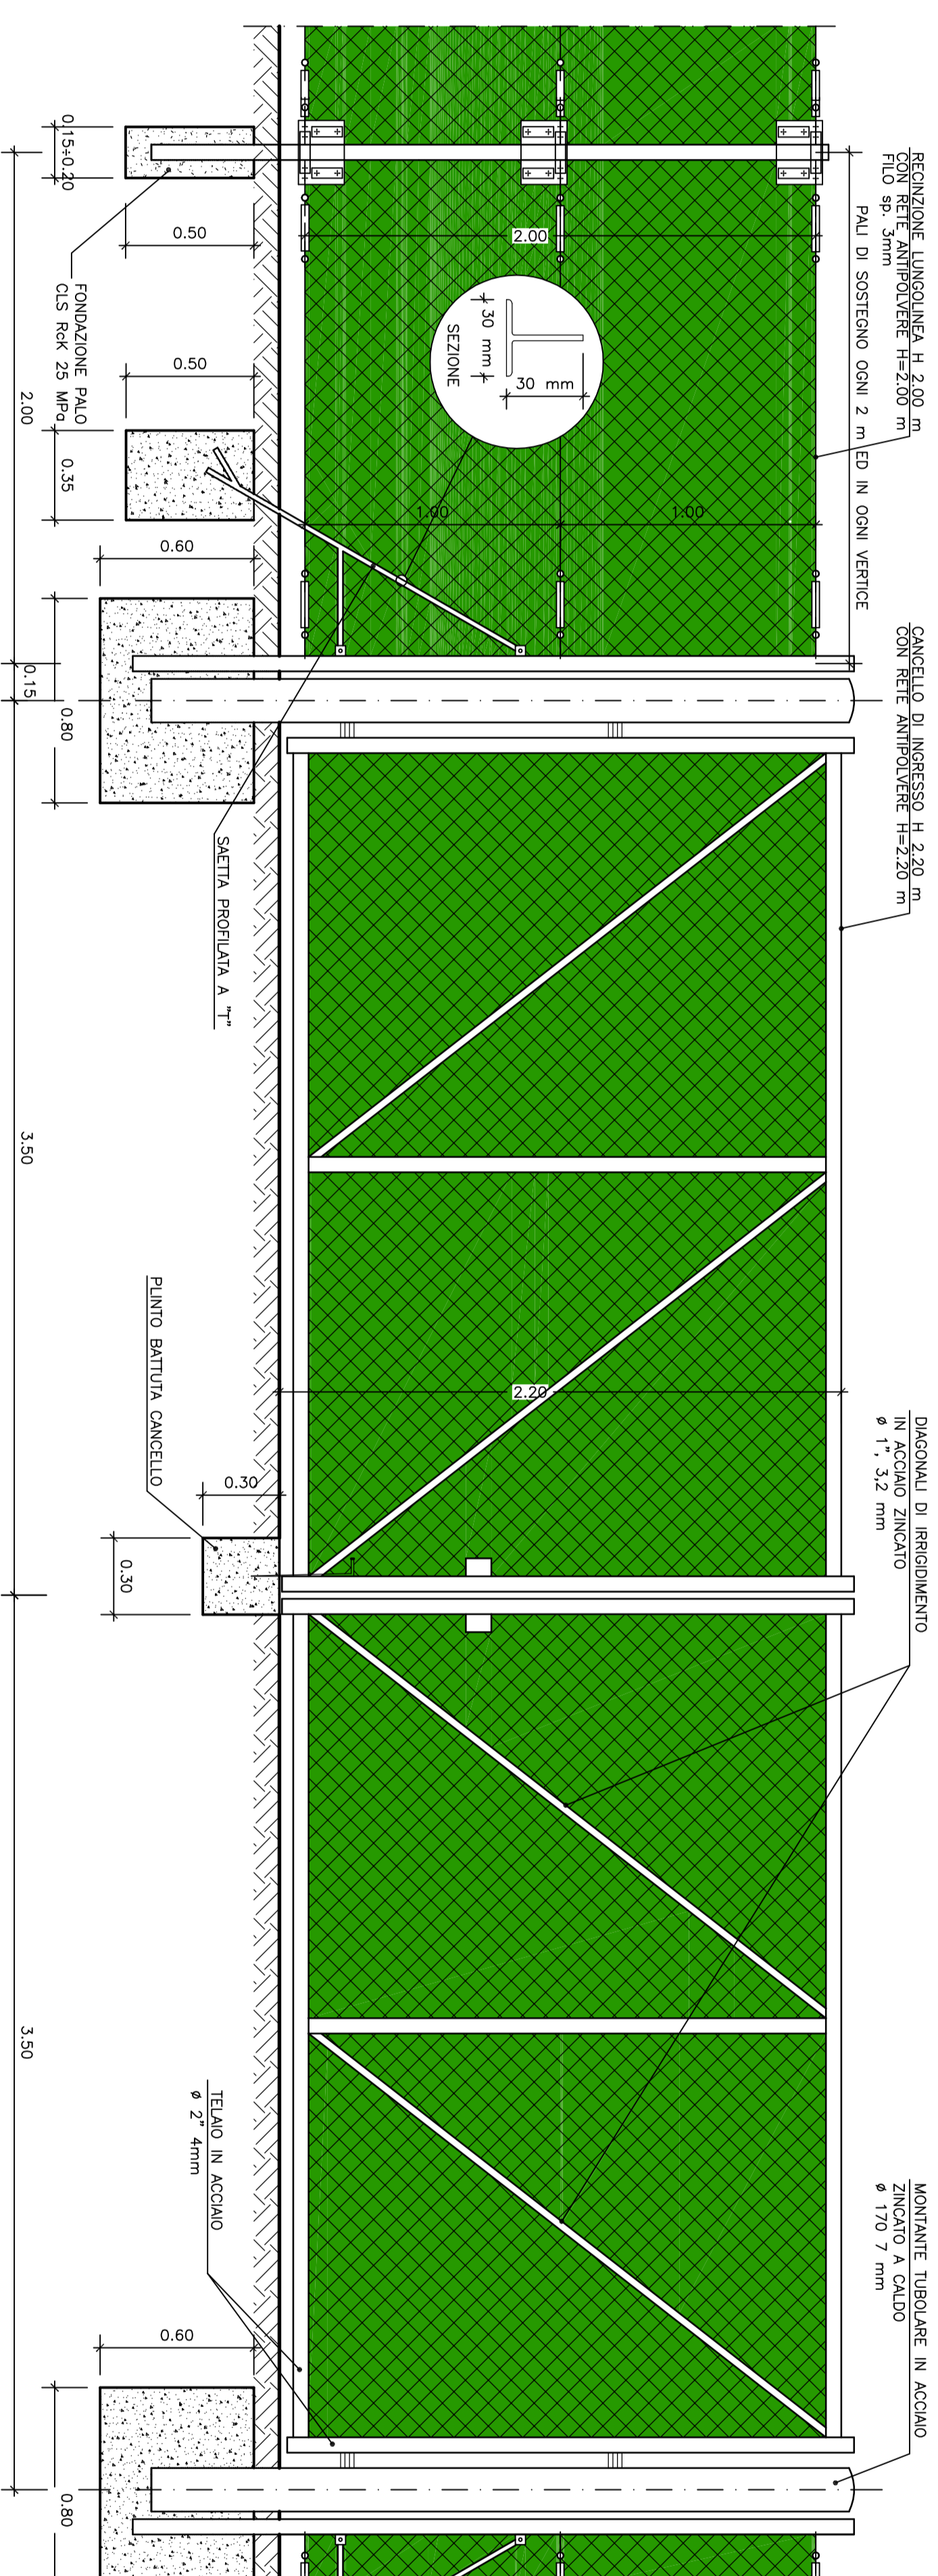 RECINZIONE LUNGOLINEA H 2.00 m
CON RETE ANTIPOLVERE H=2.00 m
FILO sp. 3mm
PALI DI SOSTEGNO OGNI 2 m ED IN OGNI VERTICE
CANCELLO DI INGRESSO H 2.20 m
CON RETE ANTIPOLVERE H=2.20 m
DIAGONALI DI IRRIGIDIMENTO
IN ACCIAIO ZINCATO
ø 1", 3,2 mm
MONTANTE TUBOLARE IN ACCIAIO
ZINCATO A CALDO
ø 170 7 mm
2.00
30 mm
30 mm
SEZIONE
1.00
1.00
2.20
SAETTA PROFILATA A "T"
PLINTO BATTUTA CANCELLO
TELAIO IN ACCIAIO
ø 2" 4mm
0.50
0.50
0.60
0.30
0.60
FONDAZIONE PALO
CLS RcK 25 MPa
0.15÷0.20
0.35
0.80
0.30
0.80
2.00
0.15
3.50
3.50